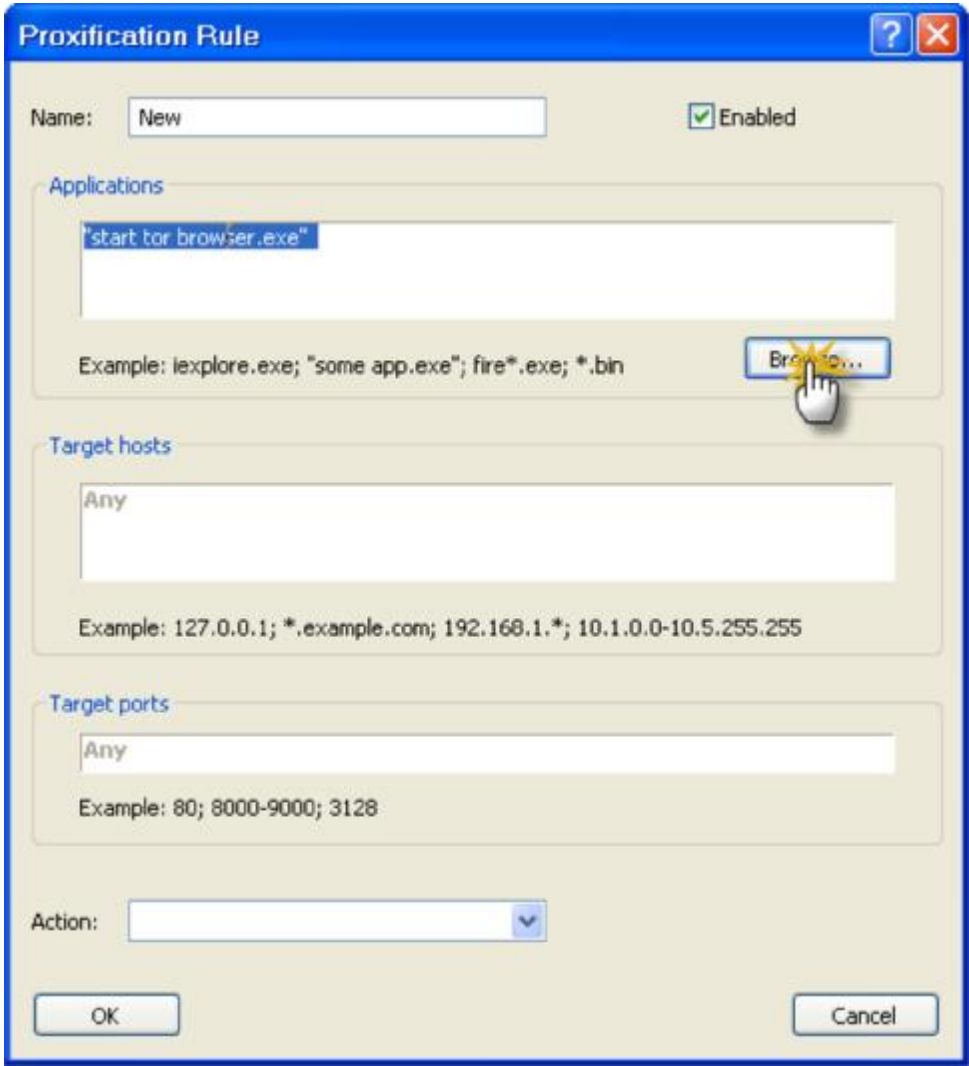 Proxification Rule
Name: New Enabled
Applications
"start tor browser.exe"
Example: iexplore.exe; "some app.exe"; fire*.exe; *.bin
Target hosts
Any
Example: 127.0.0.1; *.example.com; 192.168.1.*; 10.1.0.0-10.5.255.255
Target ports
Any
Example: 80; 8000-9000; 3128
Action:
OK Cancel